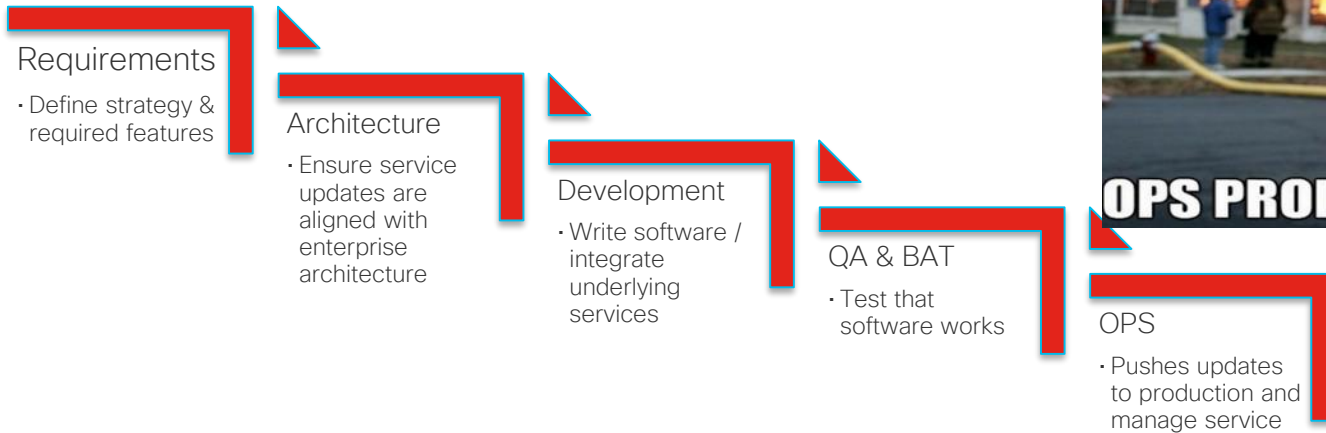 Requirements
· Define strategy &
required features
Architecture
· Ensure service
updates are
aligned with
enterprise
architecture
Development
· Write software /
integrate
underlying
services
QA & BAT
· Test that
software works
OPS
OPS
· Pushes updates
to production and
manage service